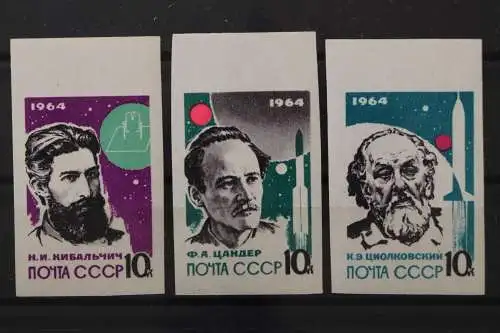 1964
Н.И. КИБАЛЬЧИЧ
ПОЧТА СССР 10к
1964
Ф.А. ЦАНДЕР
ПОЧТА СССР 10к
1964
К.Э. ЦИОЛКОВСКИЙ
ПОЧТА СССР 10к